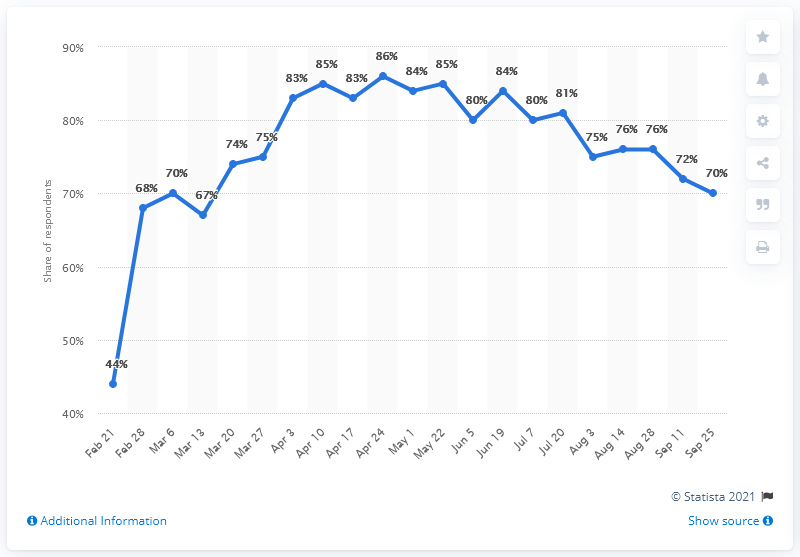 90%
80%
70%
60%
50%
40%
Share of respondents
44%
68%
70%
67%
74%
75%
83%
85%
83%
86%
84%
85%
80%
84%
80%
81%
75%
76%
76%
72%
70%
Feb 21
Feb 28
Mar 6
Mar 13
Mar 20
Mar 27
Apr 3
Apr 10
Apr 17
Apr 24
May 1
May 22
Jun 5
Jun 19
Jul 7
Jul 20
Aug 3
Aug 14
Aug 28
Sep 11
Sep 25
© Statista 2021
Additional Information
Show source